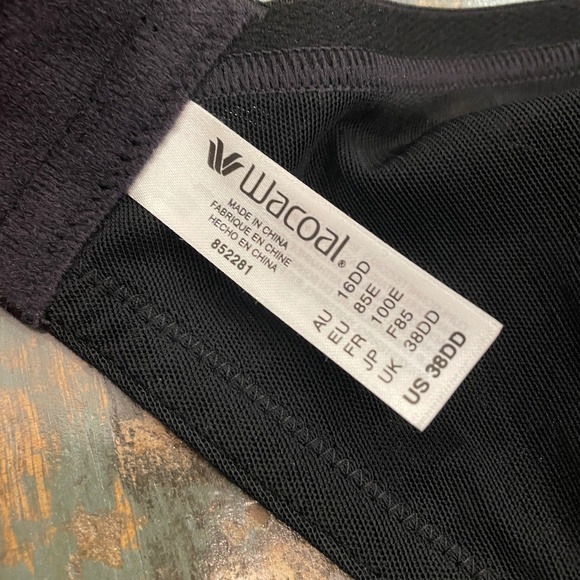 Wacoal®
MADE IN CHINA
FABRIQUE EN CHINE
HECHO EN CHINA
852281
AU 16DD
EU 85E
FR 100E
JP F85
UK 38DD
US 38DD